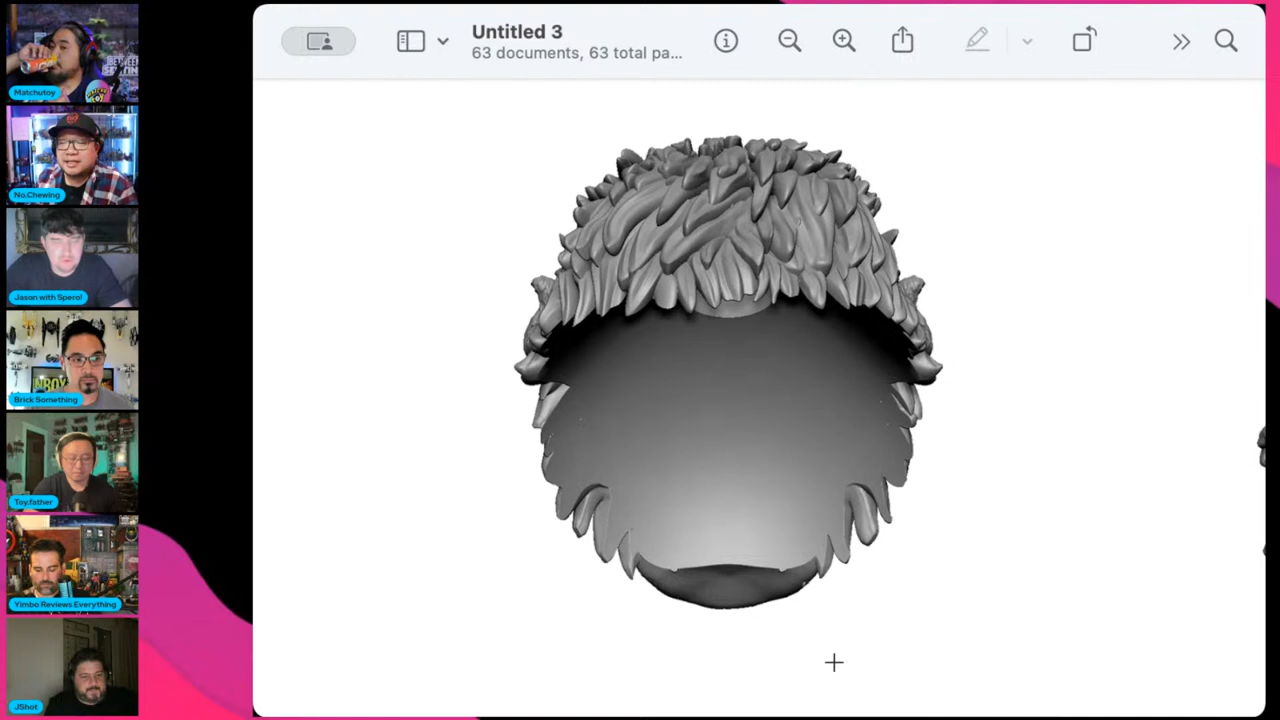 Untitled 3
63 documents, 63 total pa...
Matchutoy
No.Chewing
Jason with Spero!
INBOX
Brick Something
Toy.father
Yimbo Reviews Everything
JShot